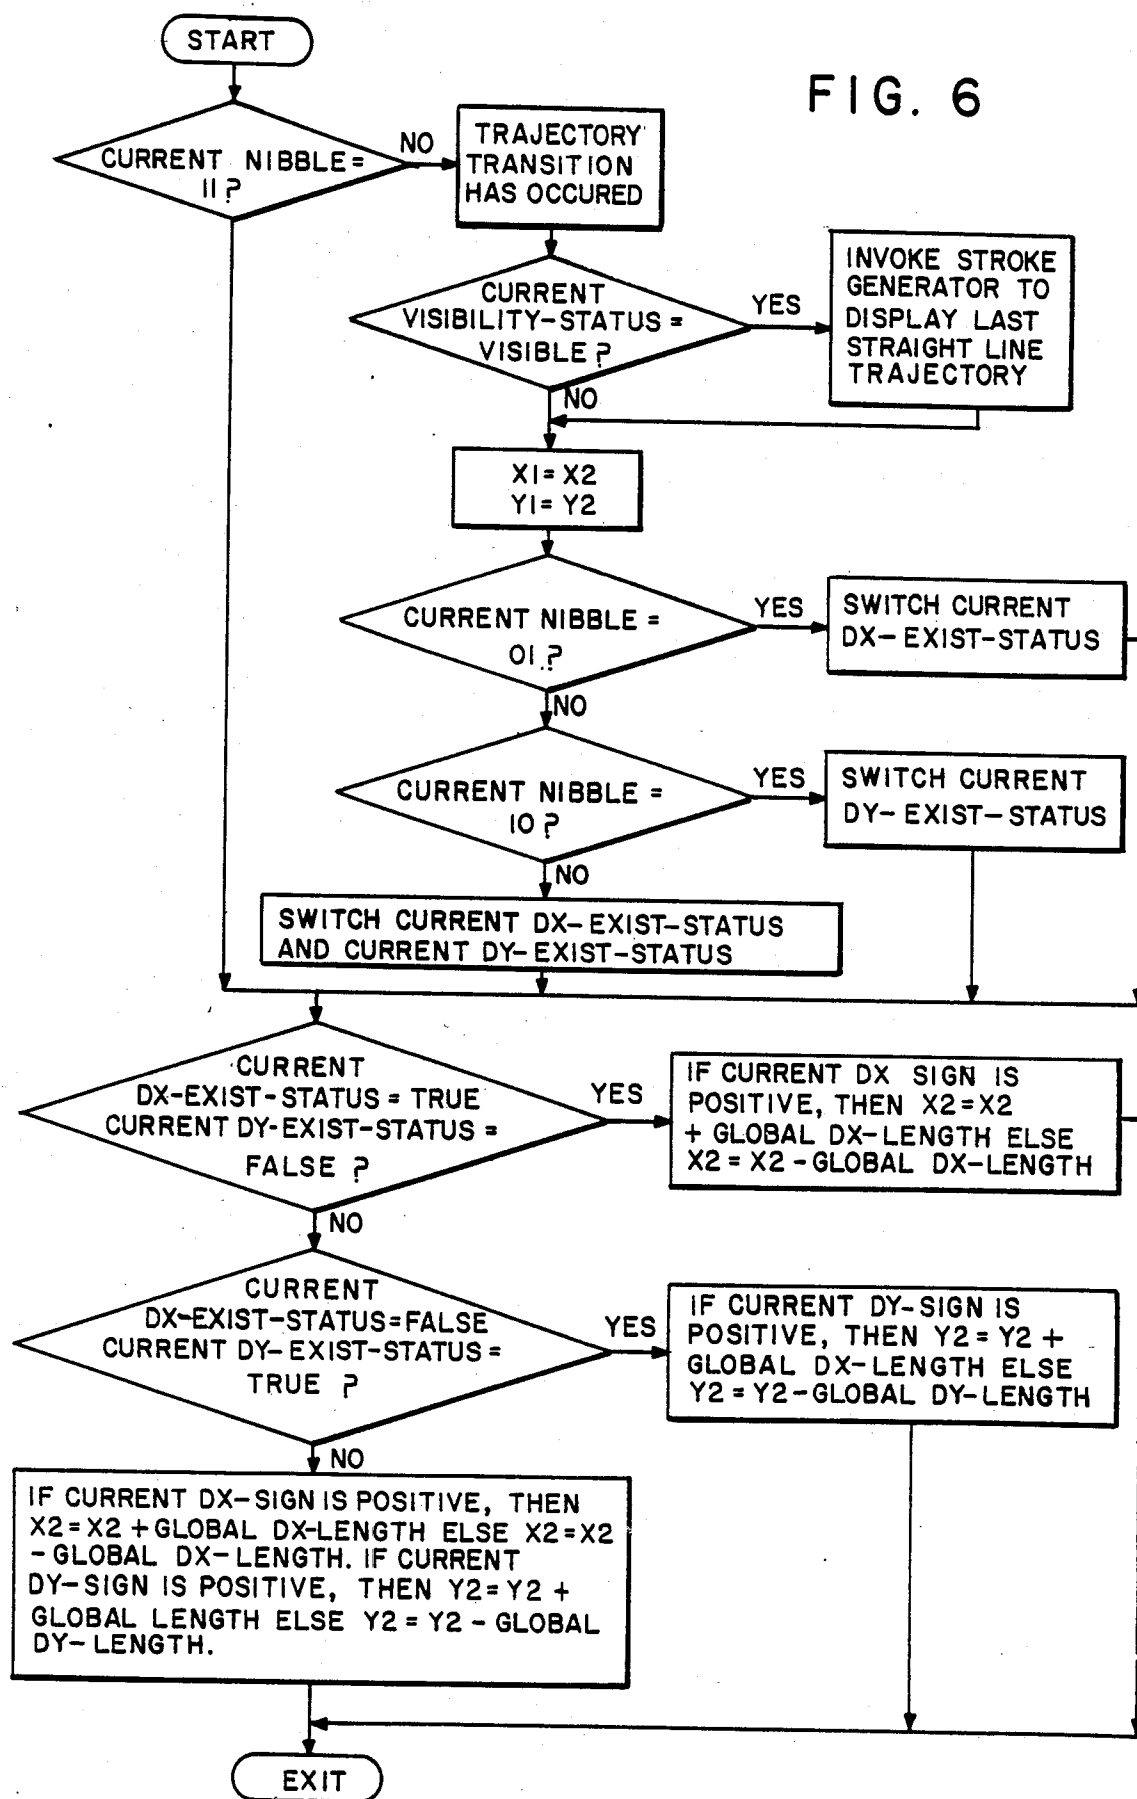 START
FIG. 6
CURRENT NIBBLE =
11 ?
NO
TRAJECTORY
TRANSITION
HAS OCCURED
CURRENT
VISIBILITY-STATUS =
VISIBLE ?
YES
INVOKE STROKE
GENERATOR TO
DISPLAY LAST
STRAIGHT LINE
TRAJECTORY
NO
X1= X2
Y1= Y2
CURRENT NIBBLE =
01 ?
YES
SWITCH CURRENT
DX-EXIST-STATUS
NO
CURRENT NIBBLE =
10 ?
YES
SWITCH CURRENT
DY-EXIST-STATUS
NO
SWITCH CURRENT DX-EXIST-STATUS
AND CURRENT DY-EXIST-STATUS
CURRENT
DX-EXIST-STATUS = TRUE
CURRENT DY-EXIST-STATUS =
FALSE ?
YES
IF CURRENT DX SIGN IS
POSITIVE, THEN X2=X2
+ GLOBAL DX-LENGTH ELSE
X2 = X2 -GLOBAL DX-LENGTH
NO
CURRENT
DX-EXIST-STATUS=FALSE
CURRENT DY-EXIST-STATUS =
TRUE ?
YES
IF CURRENT DY-SIGN IS
POSITIVE, THEN Y2 = Y2 +
GLOBAL DX-LENGTH ELSE
Y2 = Y2 -GLOBAL DY-LENGTH
NO
IF CURRENT DX-SIGN IS POSITIVE, THEN
X2 = X2 + GLOBAL DX-LENGTH ELSE X2=X2
- GLOBAL DX-LENGTH. IF CURRENT
DY-SIGN IS POSITIVE, THEN Y2 = Y2 +
GLOBAL LENGTH ELSE Y2 = Y2 - GLOBAL
DY-LENGTH.
EXIT